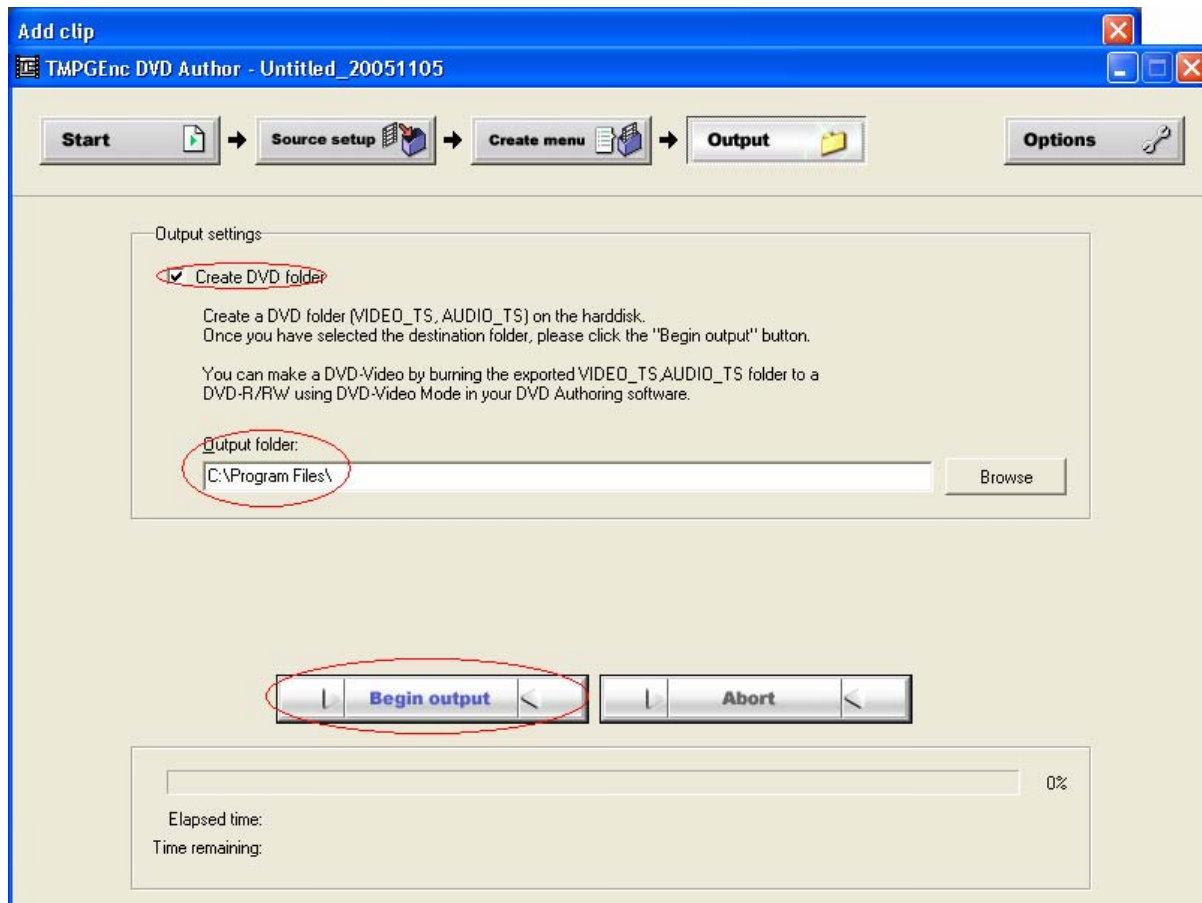 Add clip
TMPGEnc DVD Author - Untitled_20051105
Start
Source setup
Create menu
Output
Options
Output settings
Create DVD folder
Create a DVD folder (VIDEO_TS, AUDIO_TS) on the harddisk.
Once you have selected the destination folder, please click the "Begin output" button.
You can make a DVD-Video by burning the exported VIDEO_TS,AUDIO_TS folder to a
DVD-R/RW using DVD-Video Mode in your DVD Authoring software.
Output folder:
C:\Program Files\
Browse
Begin output
Abort
0%
Elapsed time:
Time remaining: